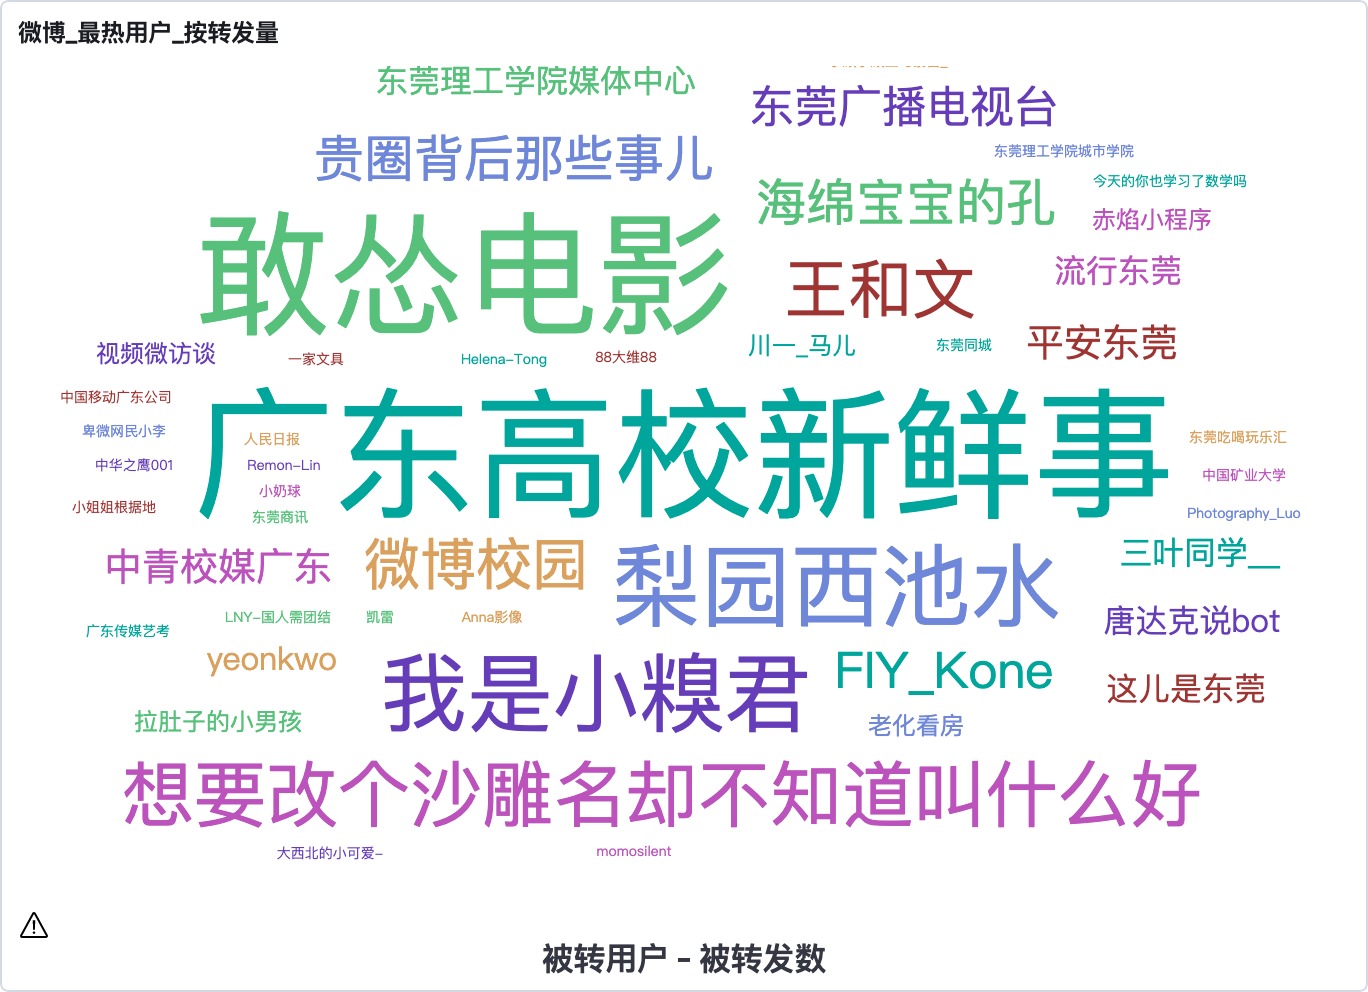 微博_最热用户_按转发量
东莞理工学院媒体中心
东莞广播电视台
贵圈背后那些事儿
东莞理工学院城市学院
今天的你也学习了数学吗
海绵宝宝的孔
赤焰小程序
敢怂电影
王和文
流行东莞
川一_马儿
东莞同城
平安东莞
视频微访谈
一家文具
Helena-Tong
88大维88
中国移动广东公司
广东高校新鲜事
卑微网民小李
人民日报
东莞吃喝玩乐汇
中华之鹰001
Remon-Lin
中国矿业大学
小奶球
小姐姐根据地
东莞商讯
Photography_Luo
中青校媒广东
微博校园
梨园西池水
三叶同学__
LNY-国人需团结
凯雷
Anna影像
广东传媒艺考
唐达克说bot
yeonkwo
我是小糗君
FIY_Kone
这儿是东莞
拉肚子的小男孩
老化看房
想要改个沙雕名却不知道叫什么好
大西北的小可爱-
momosilent
被转用户 - 被转发数